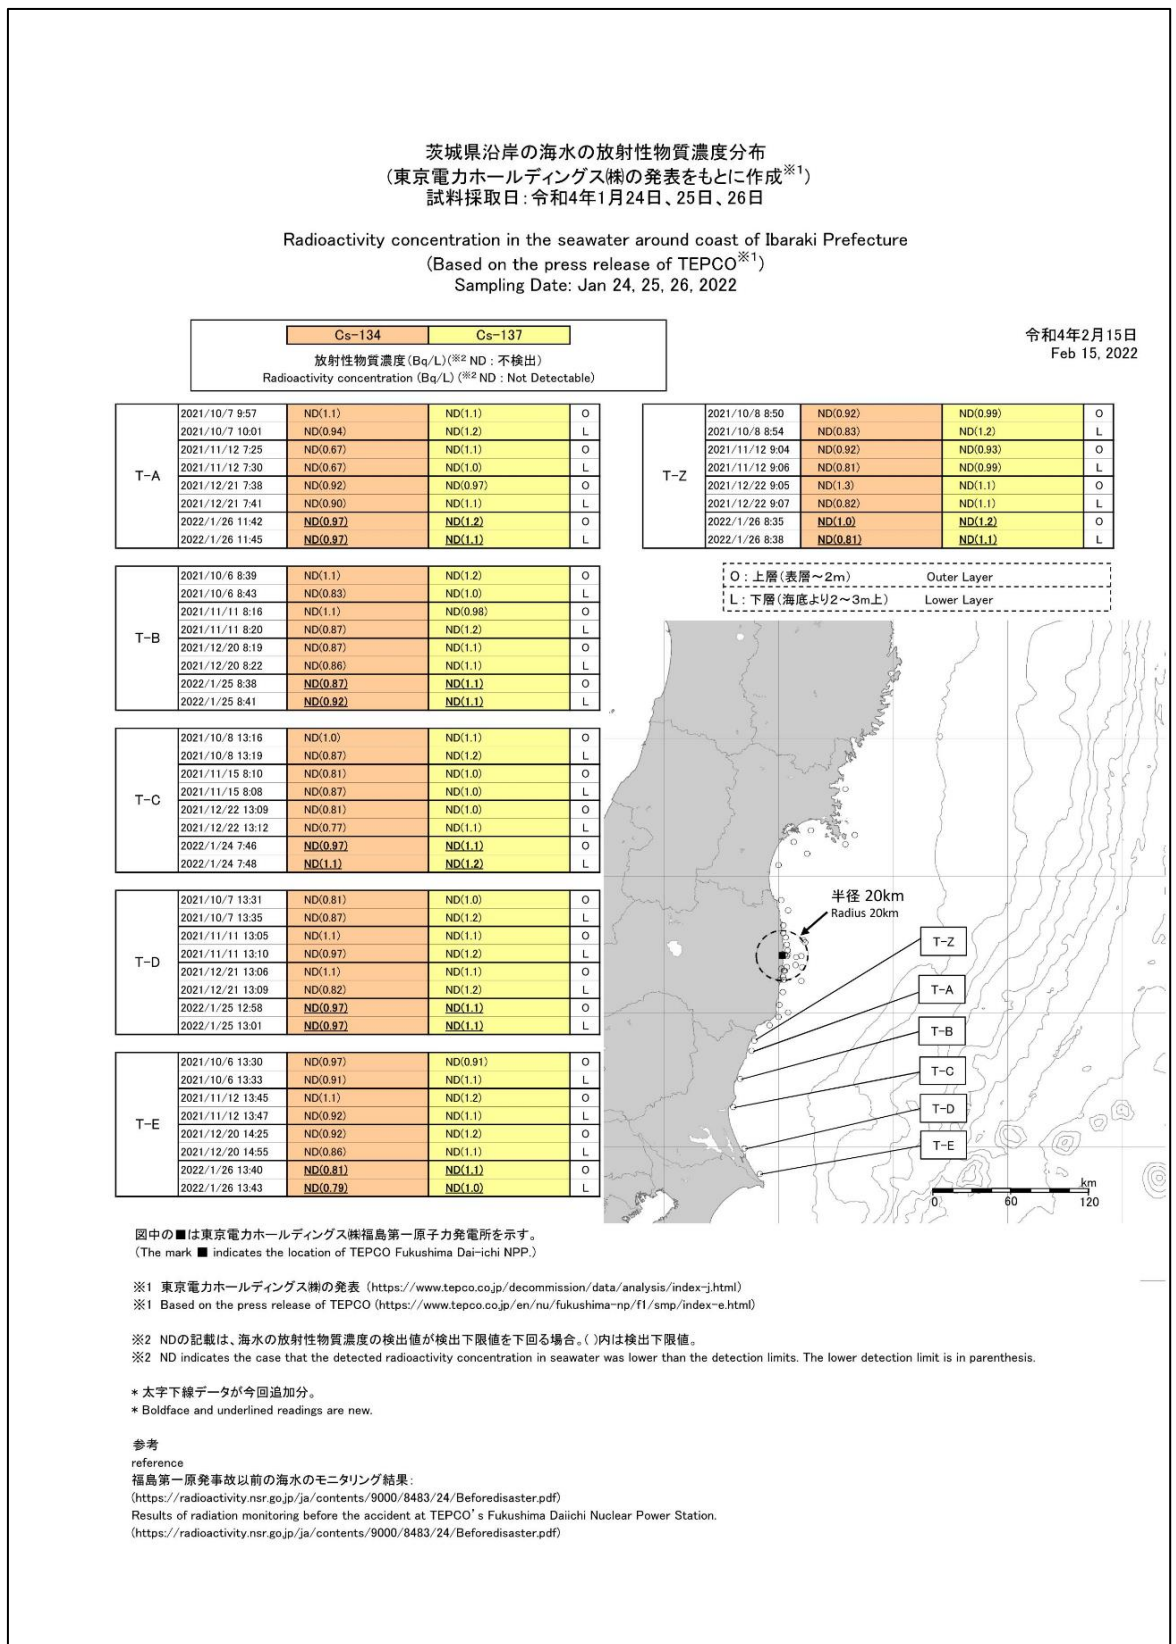 茨城県沿岸の海水の放射性物質濃度分布
(東京電力ホールディングス㈱の発表をもとに作成※1)
試料採取日:令和4年1月24日、25日、26日
Radioactivity concentration in the seawater around coast of Ibaraki Prefecture
(Based on the press release of TEPCO※1)
Sampling Date: Jan 24, 25, 26, 2022
令和4年2月15日
Feb 15, 2022
Cs-134 Cs-137
放射性物質濃度(Bq/L)(※2 ND : 不検出)
Radioactivity concentration (Bq/L) (※2 ND : Not Detectable)
T-A
2021/10/7 9:57 ND(1.1) ND(1.1) O
2021/10/7 10:01 ND(0.94) ND(1.2) L
2021/11/12 7:25 ND(0.67) ND(1.1) O
2021/11/12 7:30 ND(0.67) ND(1.0) L
2021/12/21 7:38 ND(0.92) ND(0.97) O
2021/12/21 7:41 ND(0.90) ND(1.1) L
2022/1/26 11:42 ND(0.97) ND(1.2) O
2022/1/26 11:45 ND(0.97) ND(1.1) L
T-B
2021/10/6 8:39 ND(1.1) ND(1.2) O
2021/10/6 8:43 ND(0.83) ND(1.0) L
2021/11/11 8:16 ND(1.1) ND(0.98) O
2021/11/11 8:20 ND(0.87) ND(1.2) L
2021/12/20 8:19 ND(0.87) ND(1.1) O
2021/12/20 8:22 ND(0.86) ND(1.1) L
2022/1/25 8:38 ND(0.87) ND(1.1) O
2022/1/25 8:41 ND(0.92) ND(1.1) L
T-C
2021/10/8 13:16 ND(1.0) ND(1.1) O
2021/10/8 13:19 ND(0.87) ND(1.2) L
2021/11/15 8:10 ND(0.81) ND(1.0) O
2021/11/15 8:08 ND(0.87) ND(1.0) L
2021/12/22 13:09 ND(0.81) ND(1.0) O
2021/12/22 13:12 ND(0.77) ND(1.1) L
2022/1/24 7:46 ND(0.97) ND(1.1) O
2022/1/24 7:48 ND(1.1) ND(1.2) L
T-D
2021/10/7 13:31 ND(0.81) ND(1.0) O
2021/10/7 13:35 ND(0.87) ND(1.2) L
2021/11/11 13:05 ND(1.1) ND(1.1) O
2021/11/11 13:10 ND(0.97) ND(1.2) L
2021/12/21 13:06 ND(1.1) ND(1.1) O
2021/12/21 13:09 ND(0.82) ND(1.2) L
2022/1/25 12:58 ND(0.97) ND(1.1) O
2022/1/25 13:01 ND(0.97) ND(1.1) L
T-E
2021/10/6 13:30 ND(0.97) ND(0.91) O
2021/10/6 13:33 ND(0.91) ND(1.1) L
2021/11/12 13:45 ND(1.1) ND(1.2) O
2021/11/12 13:47 ND(0.92) ND(1.1) L
2021/12/20 14:25 ND(0.92) ND(1.2) O
2021/12/20 14:55 ND(0.86) ND(1.1) L
2022/1/26 13:40 ND(0.81) ND(1.1) O
2022/1/26 13:43 ND(0.79) ND(1.0) L
T-Z
2021/10/8 8:50 ND(0.92) ND(0.99) O
2021/10/8 8:54 ND(0.83) ND(1.2) L
2021/11/12 9:04 ND(0.92) ND(0.93) O
2021/11/12 9:06 ND(0.81) ND(0.99) L
2021/12/22 9:05 ND(1.3) ND(1.1) O
2021/12/22 9:07 ND(0.82) ND(1.1) L
2022/1/26 8:35 ND(1.0) ND(1.2) O
2022/1/26 8:38 ND(0.81) ND(1.1) L
O : 上層(表層～2m) Outer Layer
L : 下層(海底より2～3m上) Lower Layer
半径 20km
Radius 20km
T-Z
T-A
T-B
T-C
T-D
T-E
km
0 60 120
図中の■は東京電力ホールディングス㈱福島第一原子力発電所を示す。
(The mark ■ indicates the location of TEPCO Fukushima Dai-ichi NPP.)
※1 東京電力ホールディングス㈱の発表 (https://www.tepco.co.jp/decommission/data/analysis/index-j.html)
※1 Based on the press release of TEPCO (https://www.tepco.co.jp/en/nu/fukushima-np/f1/smp/index-e.html)
※2 NDの記載は、海水の放射性物質濃度の検出値が検出下限値を下回る場合。( )内は検出下限値。
※2 ND indicates the case that the detected radioactivity concentration in seawater was lower than the detection limits. The lower detection limit is in parenthesis.
* 太字下線データが今回追加分。
* Boldface and underlined readings are new.
参考
reference
福島第一原発事故以前の海水のモニタリング結果:
(https://radioactivity.nsr.go.jp/ja/contents/9000/8483/24/Beforedisaster.pdf)
Results of radiation monitoring before the accident at TEPCO's Fukushima Daiichi Nuclear Power Station.
(https://radioactivity.nsr.go.jp/ja/contents/9000/8483/24/Beforedisaster.pdf)